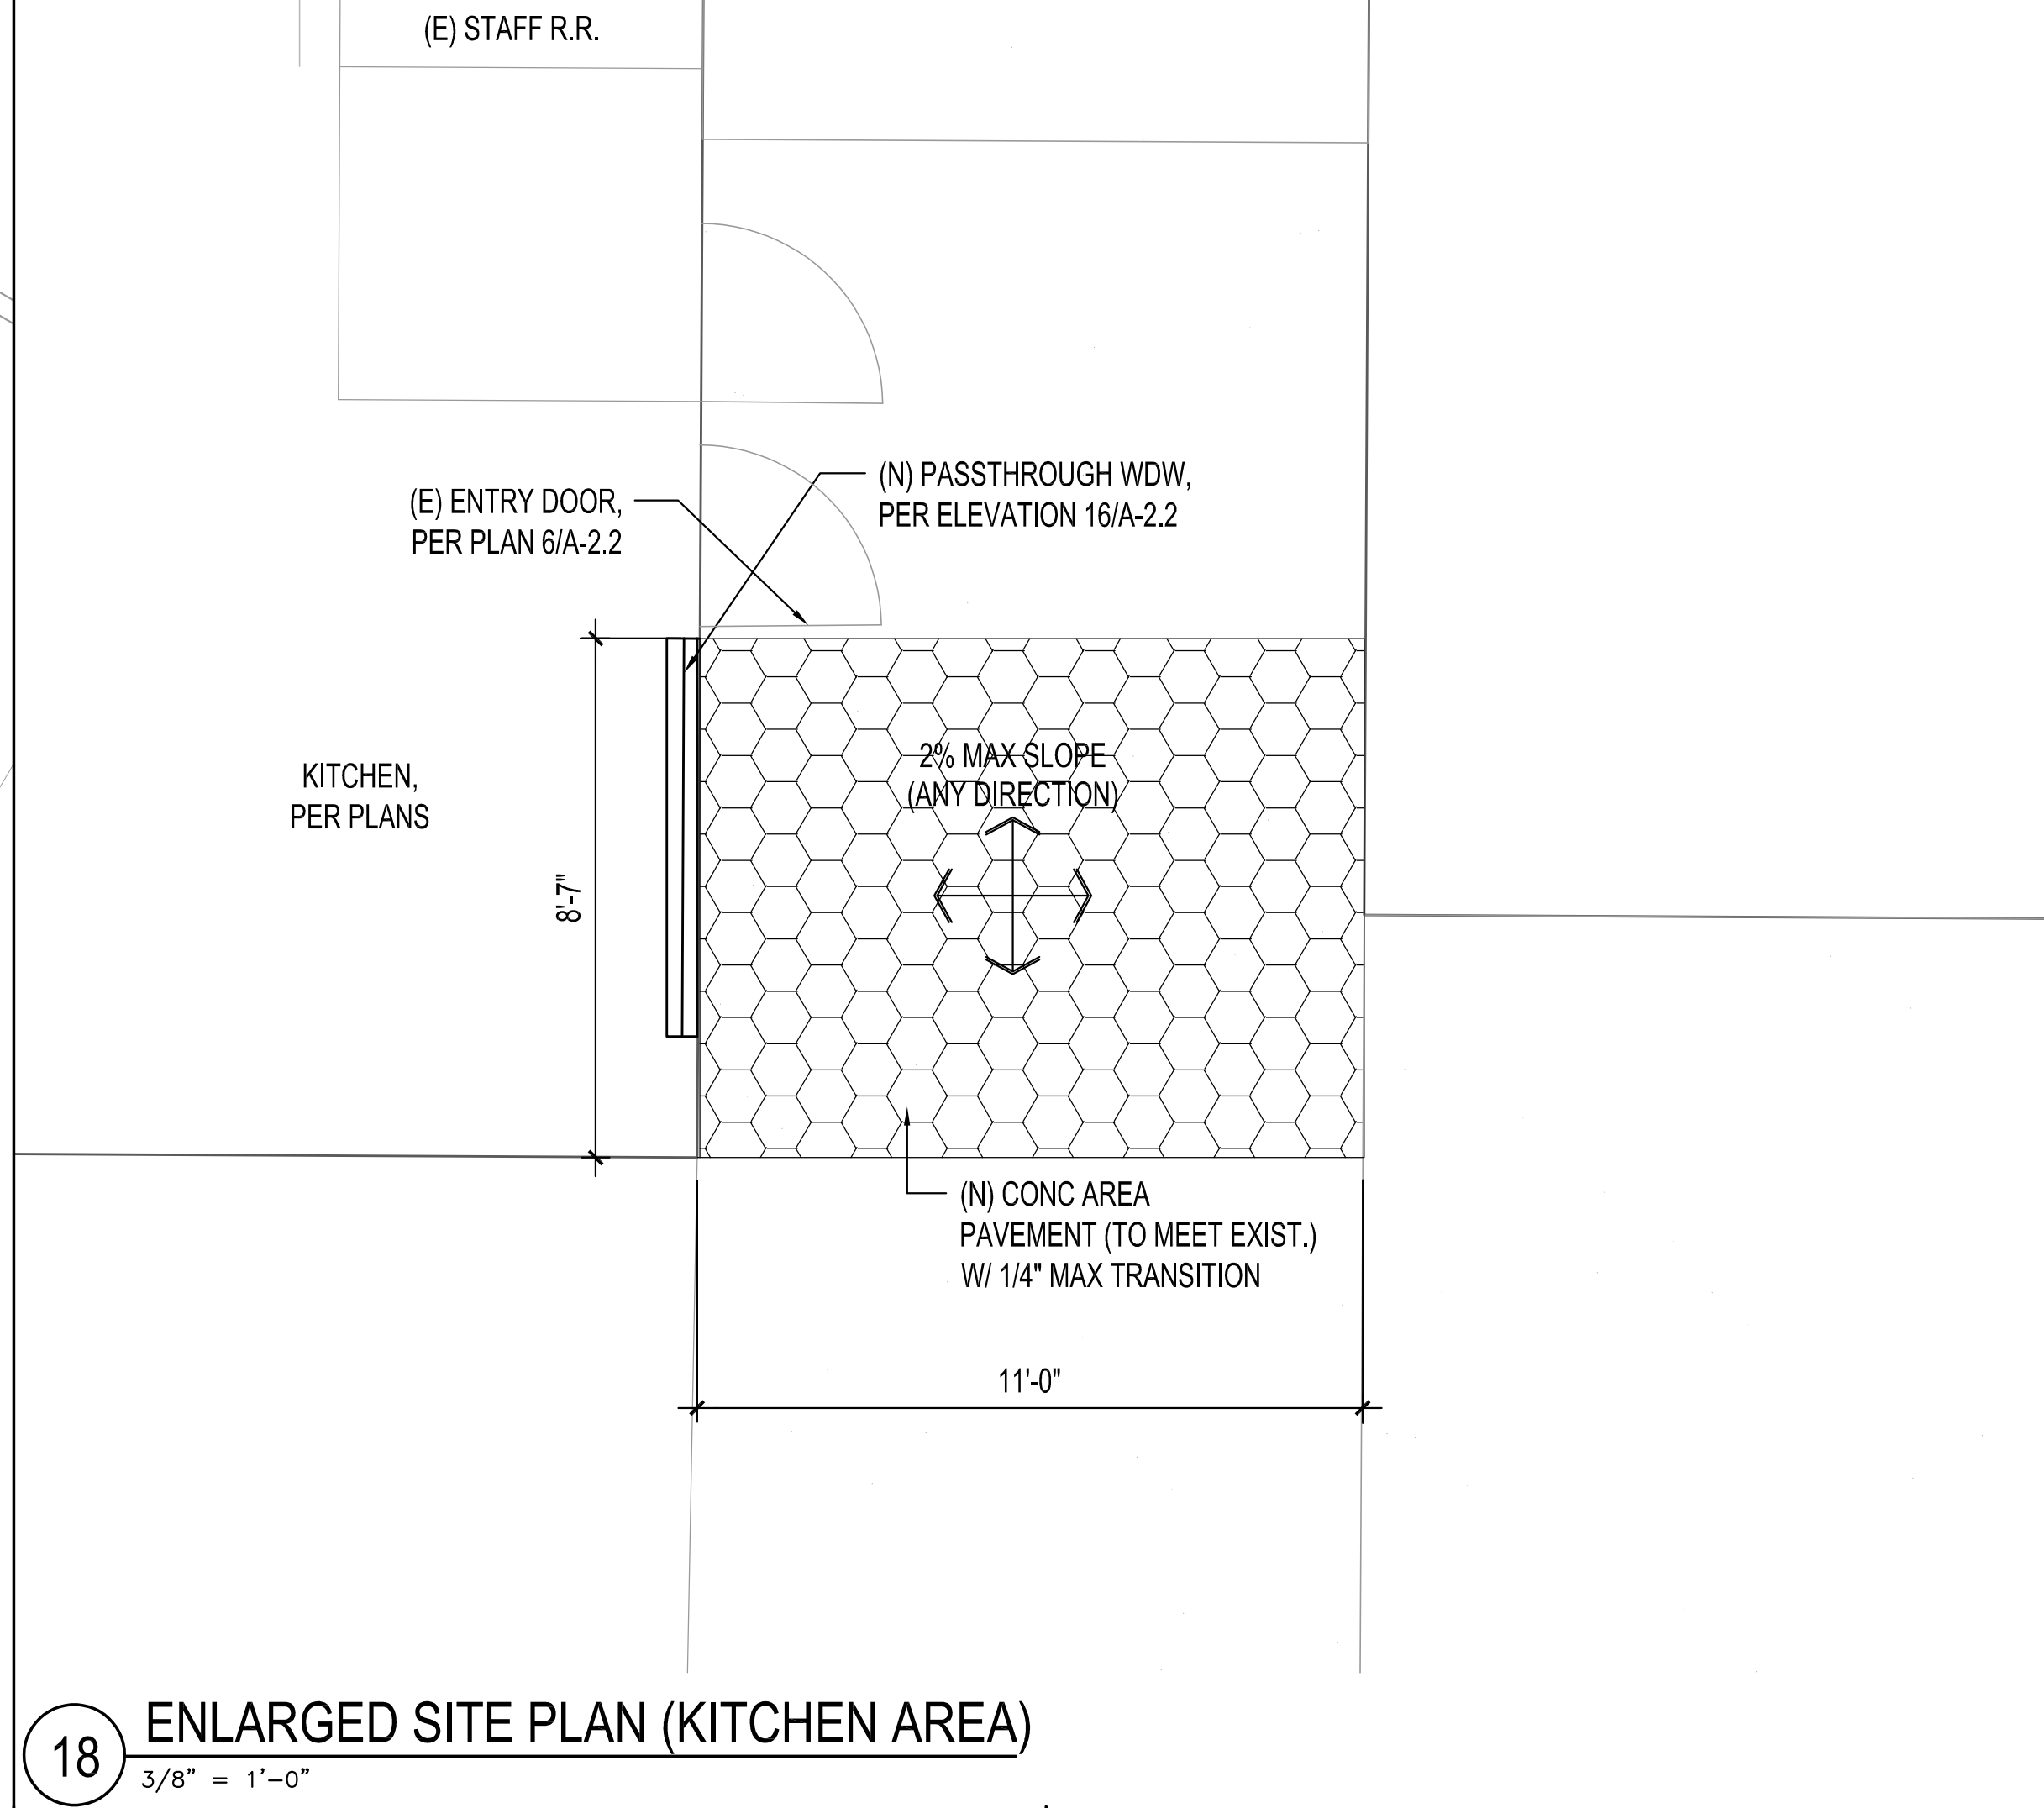 (E) STAFF R.R.
(N) PASSTHROUGH WDW,
PER ELEVATION 16/A-2.2
(E) ENTRY DOOR,
PER PLAN 6/A-2.2
2% MAX SLOPE
(ANY DIRECTION)
KITCHEN,
PER PLANS
8'-7"
(N) CONC AREA
PAVEMENT (TO MEET EXIST.)
W/ 1/4" MAX TRANSITION
11'-0"
18
ENLARGED SITE PLAN (KITCHEN AREA)
3/8" = 1'-0"